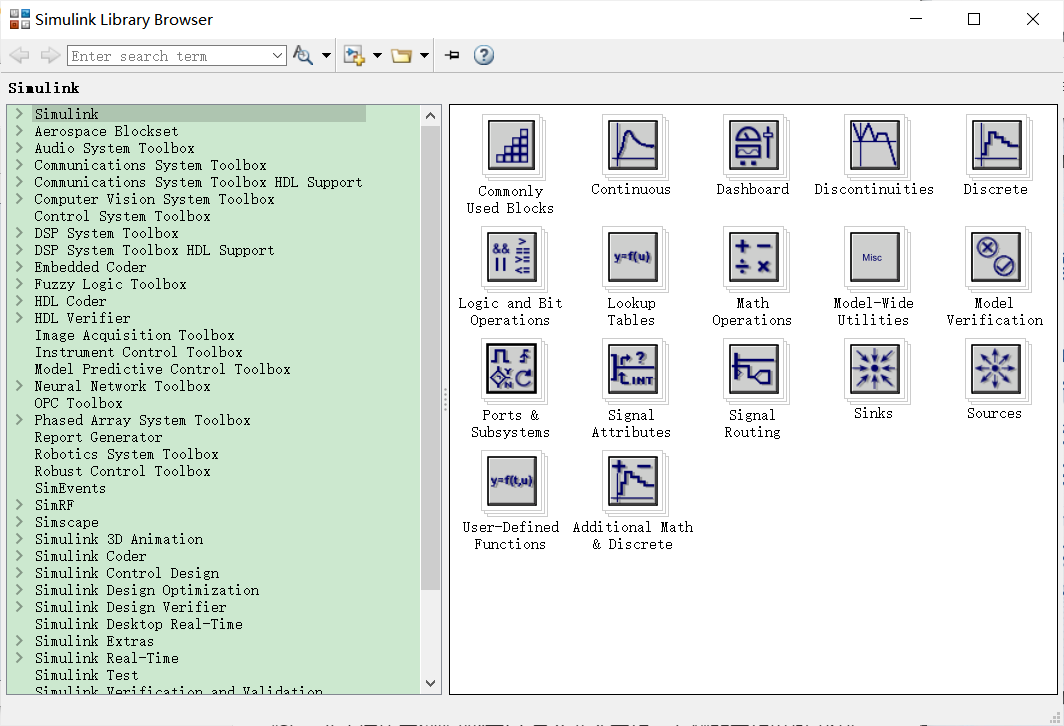 Simulink Library Browser
Enter search term
Simulink
Simulink
Aerospace Blockset
Audio System Toolbox
Communications System Toolbox
Communications System Toolbox HDL Support
Computer Vision System Toolbox
Control System Toolbox
DSP System Toolbox
DSP System Toolbox HDL Support
Embedded Coder
Fuzzy Logic Toolbox
HDL Coder
HDL Verifier
Image Acquisition Toolbox
Instrument Control Toolbox
Model Predictive Control Toolbox
Neural Network Toolbox
OPC Toolbox
Phased Array System Toolbox
Report Generator
Robotics System Toolbox
Robust Control Toolbox
SimEvents
SimRF
Simscape
Simulink 3D Animation
Simulink Coder
Simulink Control Design
Simulink Design Optimization
Simulink Design Verifier
Simulink Desktop Real-Time
Simulink Extras
Simulink Real-Time
Simulink Test
Simulink Verification and Validation
Commonly
Used Blocks
Continuous
Dashboard
Discontinuities
Discrete
&& >
|| ==
>=
<=
Logic and Bit
Operations
y=f(u)
Lookup
Tables
+ −
÷ ×
Math
Operations
Misc
Model-Wide
Utilities
Model
Verification
Y
N
Ports &
Subsystems
?
INT
Signal
Attributes
Signal
Routing
Sinks
Sources
y=f(t,u)
User-Defined
Functions
+ −
Additional Math
& Discrete